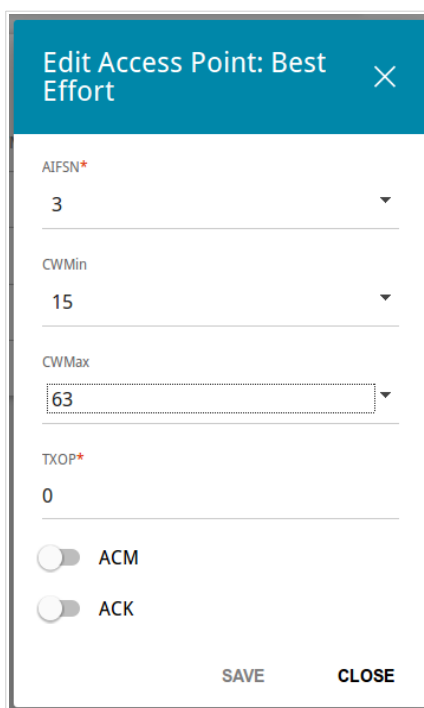 Edit Access Point: Best
Effort
AIFSN*
3
CWMin
15
CWMax
63
TXOP*
0
ACM
ACK
SAVE CLOSE